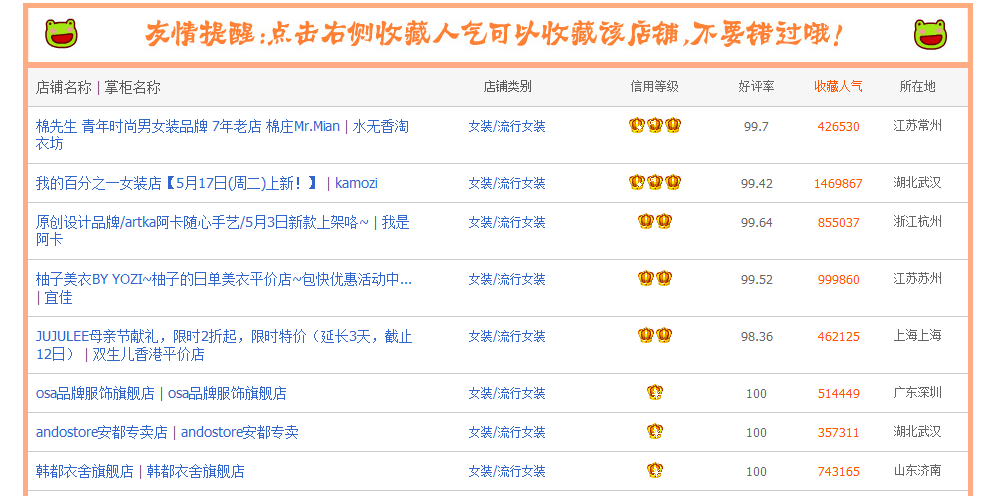 友情提醒:点击右侧收藏人气可以收藏该店铺,不要错过哦!
店铺名称 | 掌柜名称 店铺类别 信用等级 好评率 收藏人气 所在地
棉先生 青年时尚男女装品牌 7年老店 棉庄Mr.Mian | 水无香淘
衣坊 女装/流行女装 99.7 426530 江苏常州
我的百分之一女装店【5月17日(周二)上新！】 | kamozi 女装/流行女装 99.42 1469867 湖北武汉
原创设计品牌/artka阿卡随心手艺/5月3日新款上架咯~ | 我是
阿卡 女装/流行女装 99.64 855037 浙江杭州
柚子美衣BY YOZI~柚子的日单美衣平价店~包快优惠活动中...
| 宜佳 女装/流行女装 99.52 999860 江苏苏州
JUJULEE母亲节献礼，限时2折起，限时特价（延长3天，截止
12日） | 双生儿香港平价店 女装/流行女装 98.36 462125 上海上海
osa品牌服饰旗舰店 | osa品牌服饰旗舰店 女装/流行女装 100 514449 广东深圳
andostore安都专卖店 | andostore安都专卖 女装/流行女装 100 357311 湖北武汉
韩都衣舍旗舰店 | 韩都衣舍旗舰店 女装/流行女装 100 743165 山东济南